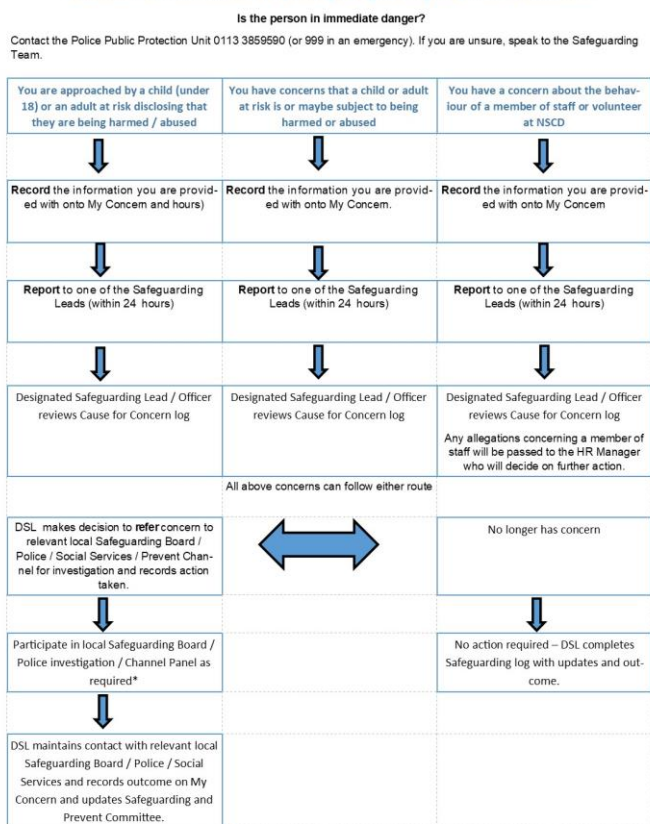 Is the person in immediate danger?
Contact the Police Public Protection Unit 0113 3859590 (or 999 in an emergency). If you are unsure, speak to the Safeguarding
Team.
You are approached by a child (under
18) or an adult at risk disclosing that
they are being harmed / abused
You have concerns that a child or adult
at risk is or maybe subject to being
harmed or abused
You have a concern about the behav-
iour of a member of staff or volunteer
at NSCD
Record the information you are provid-
ed with onto My Concern and hours)
Record the information you are provid-
ed with onto My Concern.
Record the information you are provid-
ed with onto My Concern
Report to one of the Safeguarding
Leads (within 24 hours)
Report to one of the Safeguarding
Leads (within 24 hours)
Report to one of the Safeguarding
Leads (within 24 hours)
Designated Safeguarding Lead / Officer
reviews Cause for Concern log
Designated Safeguarding Lead / Officer
reviews Cause for Concern log
Designated Safeguarding Lead / Officer
reviews Cause for Concern log
Any allegations concerning a member of
staff will be passed to the HR Manager
who will decide on further action.
All above concerns can follow either route
DSL makes decision to refer concern to
relevant local Safeguarding Board /
Police / Social Services / Prevent Chan-
nel for investigation and records action
taken.
No longer has concern
Participate in local Safeguarding Board /
Police investigation / Channel Panel as
required*
No action required – DSL completes
Safeguarding log with updates and out-
come.
DSL maintains contact with relevant local
Safeguarding Board / Police / Social
Services and records outcome on My
Concern and updates Safeguarding and
Prevent Committee.